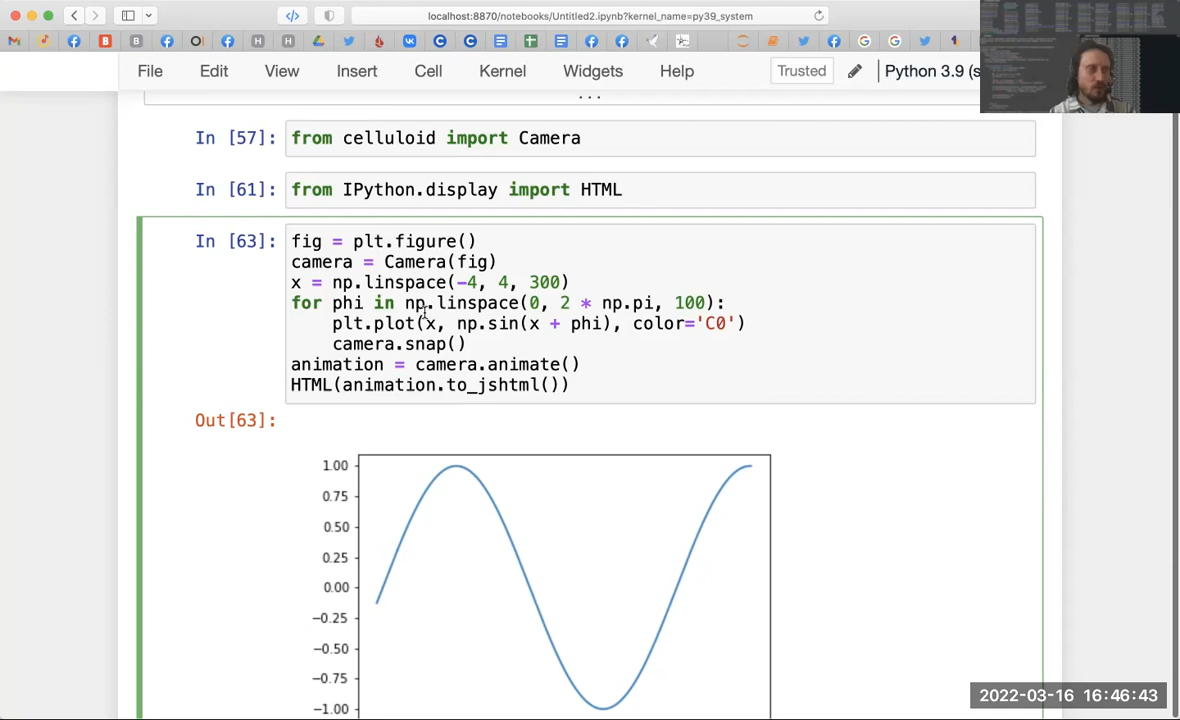 localhost:8870/notebooks/Untitled2.ipynb?kernel_name=py39_system
File Edit View Insert Cell Kernel Widgets Help Trusted Python 3.9 (s
In [57]: from celluloid import Camera
In [61]: from IPython.display import HTML
In [63]: fig = plt.figure()
camera = Camera(fig)
x = np.linspace(-4, 4, 300)
for phi in np.linspace(0, 2 * np.pi, 100):
    plt.plot(x, np.sin(x + phi), color='C0')
    camera.snap()
animation = camera.animate()
HTML(animation.to_jshtml())
Out[63]:
1.00
0.75
0.50
0.25
0.00
−0.25
−0.50
−0.75
−1.00
2022-03-16 16:46:43